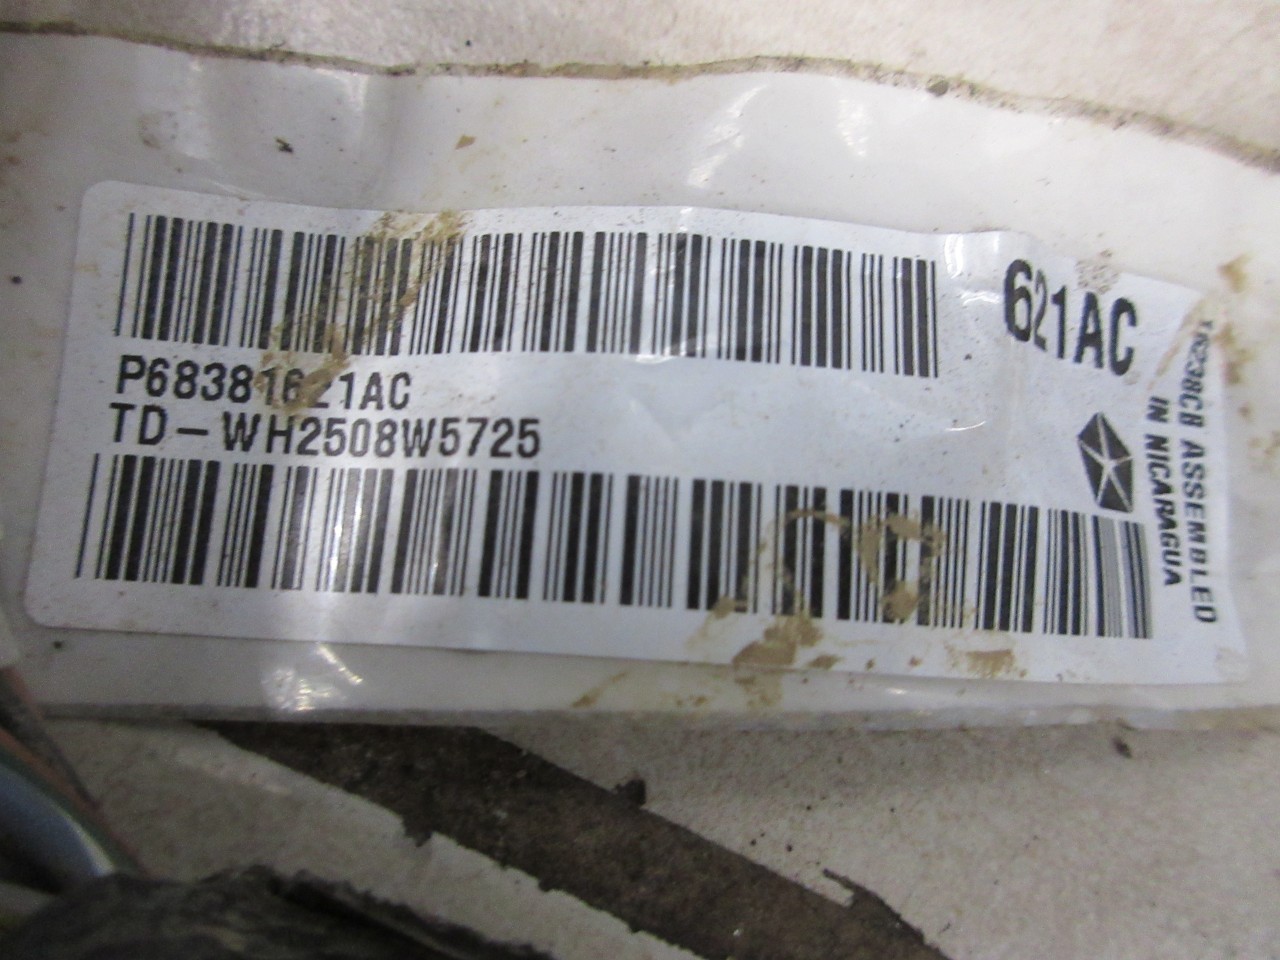 621AC
P68381621AC
TD-WH2508W5725
ASSEMBLED
IN NICARAGUA